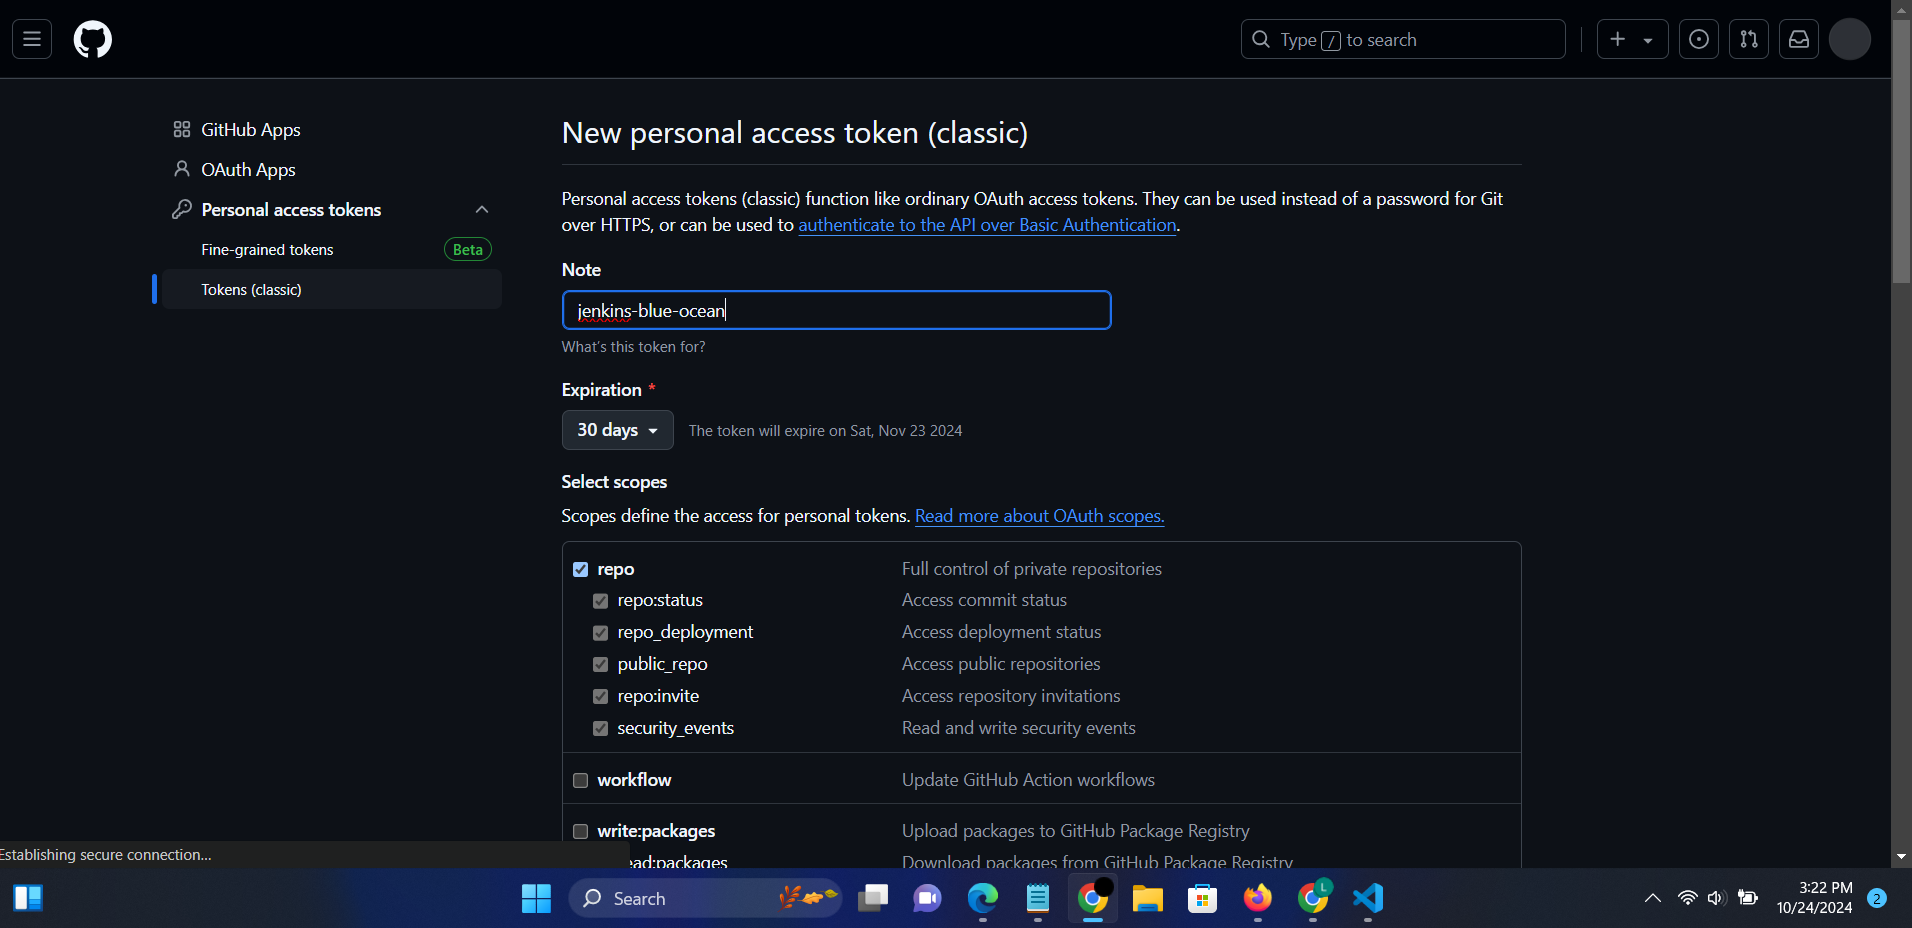 Type / to search
GitHub Apps
OAuth Apps
Personal access tokens
Fine-grained tokens Beta
Tokens (classic)
New personal access token (classic)
Personal access tokens (classic) function like ordinary OAuth access tokens. They can be used instead of a password for Git
over HTTPS, or can be used to authenticate to the API over Basic Authentication.
Note
jenkins-blue-ocean
What's this token for?
Expiration *
30 days The token will expire on Sat, Nov 23 2024
Select scopes
Scopes define the access for personal tokens. Read more about OAuth scopes.
repo Full control of private repositories
repo:status Access commit status
repo_deployment Access deployment status
public_repo Access public repositories
repo:invite Access repository invitations
security_events Read and write security events
workflow Update GitHub Action workflows
write:packages Upload packages to GitHub Package Registry
ead:packages Download packages from GitHub Package Registry
Establishing secure connection...
Search
L
3:22 PM
10/24/2024
2